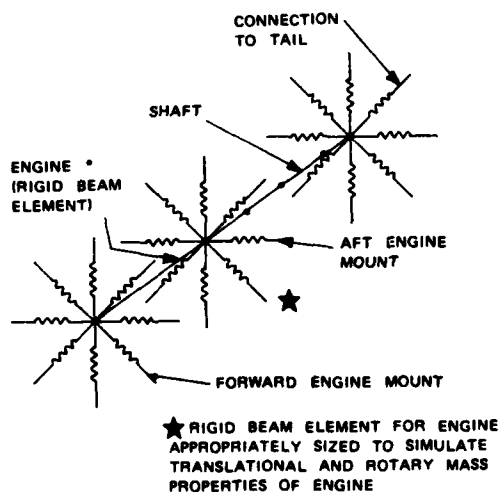 CONNECTION
TO TAIL
SHAFT
ENGINE *
(RIGID BEAM
ELEMENT)
AFT ENGINE
MOUNT
FORWARD ENGINE MOUNT
★ RIGID BEAM ELEMENT FOR ENGINE
APPROPRIATELY SIZED TO SIMULATE
TRANSLATIONAL AND ROTARY MASS
PROPERTIES OF ENGINE